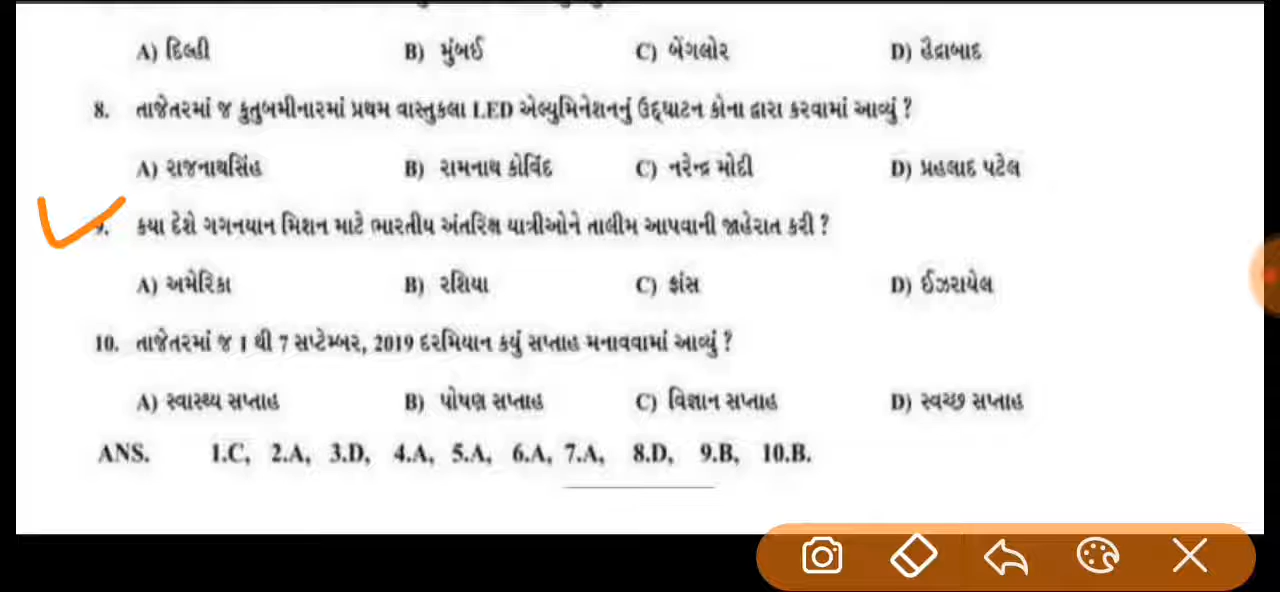 A) દિલ્હી B) મુંબઈ C) બેંગલોર D) હૈદ્રાબાદ
8. તાજેતરમાં જ કુતુબમીનારમાં પ્રથમ વાસ્તુકલા LED એલ્યુમિનેશનનું ઉદ્ઘાટન કોના દ્વારા કરવામાં આવ્યું ?
A) રાજનાથસિંહ B) રામનાથ કોવિંદ C) નરેન્દ્ર મોદી D) પ્રહલાદ પટેલ
9. કયા દેશે ગગનયાન મિશન માટે ભારતીય અંતરિક્ષ યાત્રીઓને તાલીમ આપવાની જાહેરાત કરી ?
A) અમેરિકા B) રશિયા C) ફ્રાંસ D) ઈઝરાયેલ
10. તાજેતરમાં જ 1 થી 7 સપ્ટેમ્બર, 2019 દરમિયાન કયું સપ્તાહ મનાવવામાં આવ્યું ?
A) સ્વાસ્થ્ય સપ્તાહ B) પોષણ સપ્તાહ C) વિજ્ઞાન સપ્તાહ D) સ્વચ્છ સપ્તાહ
ANS. 1.C, 2.A, 3.D, 4.A, 5.A, 6.A, 7.A, 8.D, 9.B, 10.B.